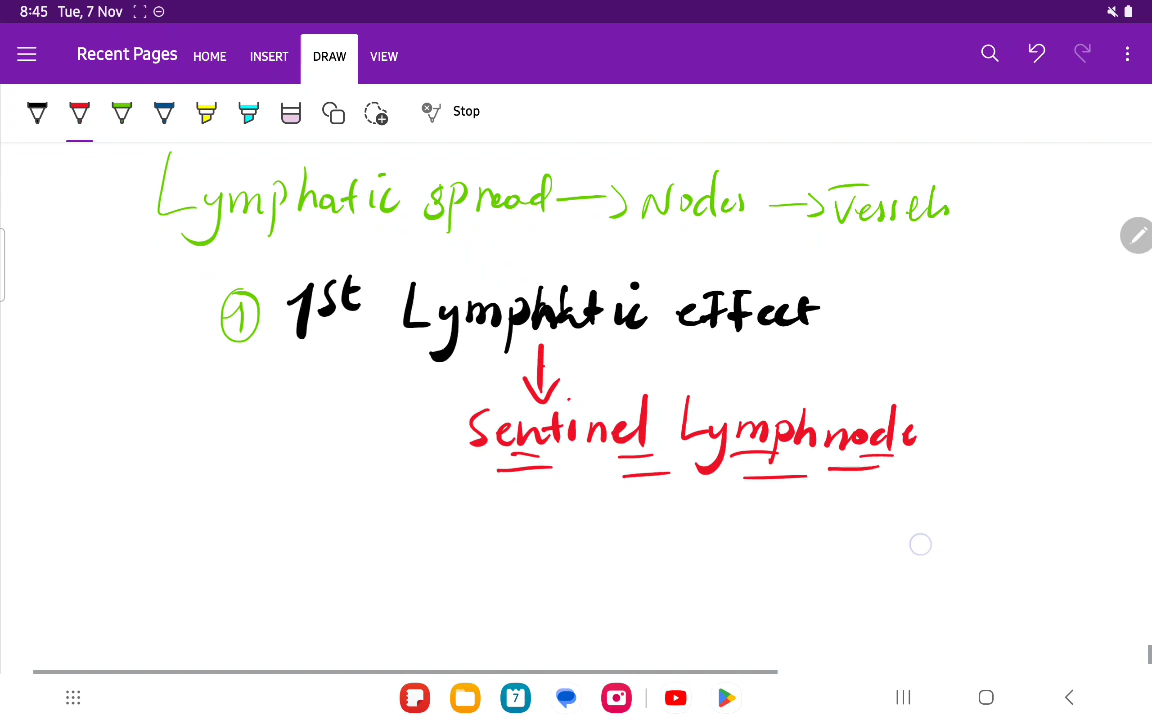 8:45 Tue, 7 Nov
Recent Pages HOME INSERT DRAW VIEW
Stop
Lymphatic spread → Nodes → Vessels
① 1st Lymphatic effect
↓
Sentinel Lymphnode
7